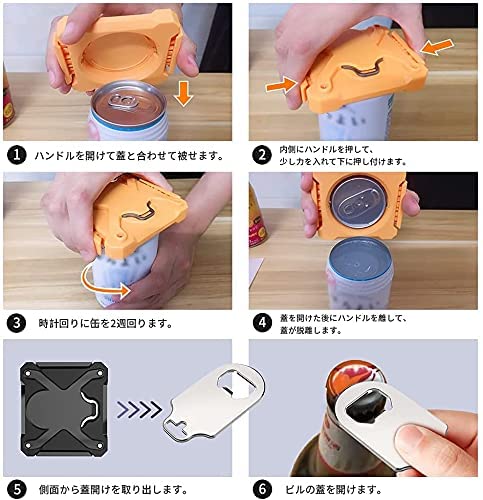 1 ハンドルを開けて蓋と合わせて被せます。
2 内側にハンドルを押して、
少し力を入れて下に押し付けます。
3 時計回りに缶を2週回ります。
4 蓋を開けた後にハンドルを離して、
蓋が脱離します。
5 側面から蓋開けを取り出します。
6 ビルの蓋を開けます。